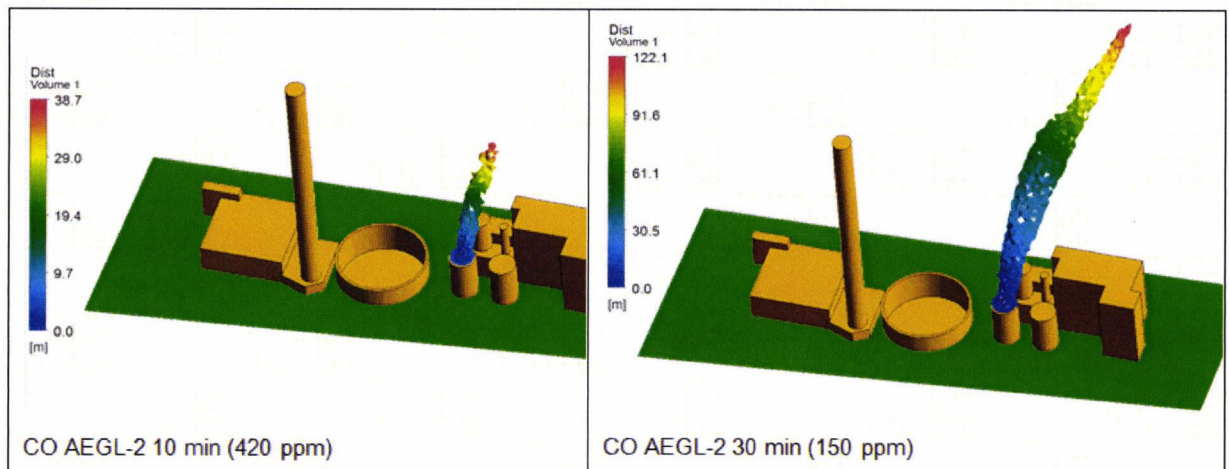 Dist
Volume 1
38.7
29.0
19.4
9.7
0.0
[m]
CO AEGL-2 10 min (420 ppm)
Dist
Volume 1
122.1
91.6
61.1
30.5
0.0
[m]
CO AEGL-2 30 min (150 ppm)